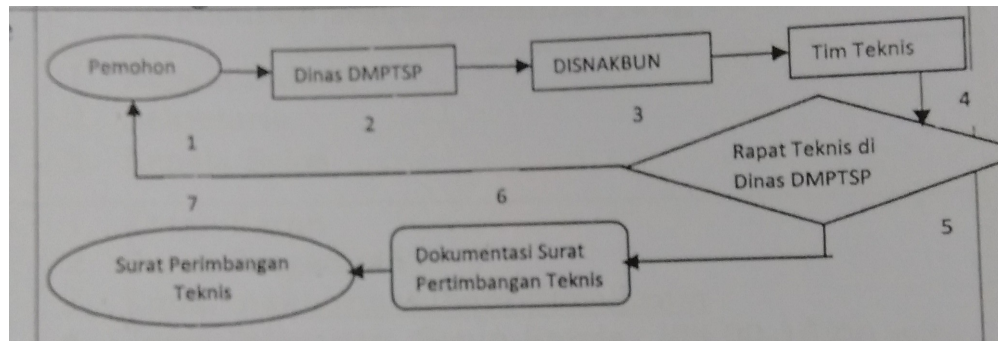 Pemohon
Dinas DMPTSP
DISNAKBUN
Tim Teknis
1
2
3
4
Rapat Teknis di
Dinas DMPTSP
5
6
7
Dokumentasi Surat
Pertimbangan Teknis
Surat Perimbangan
Teknis